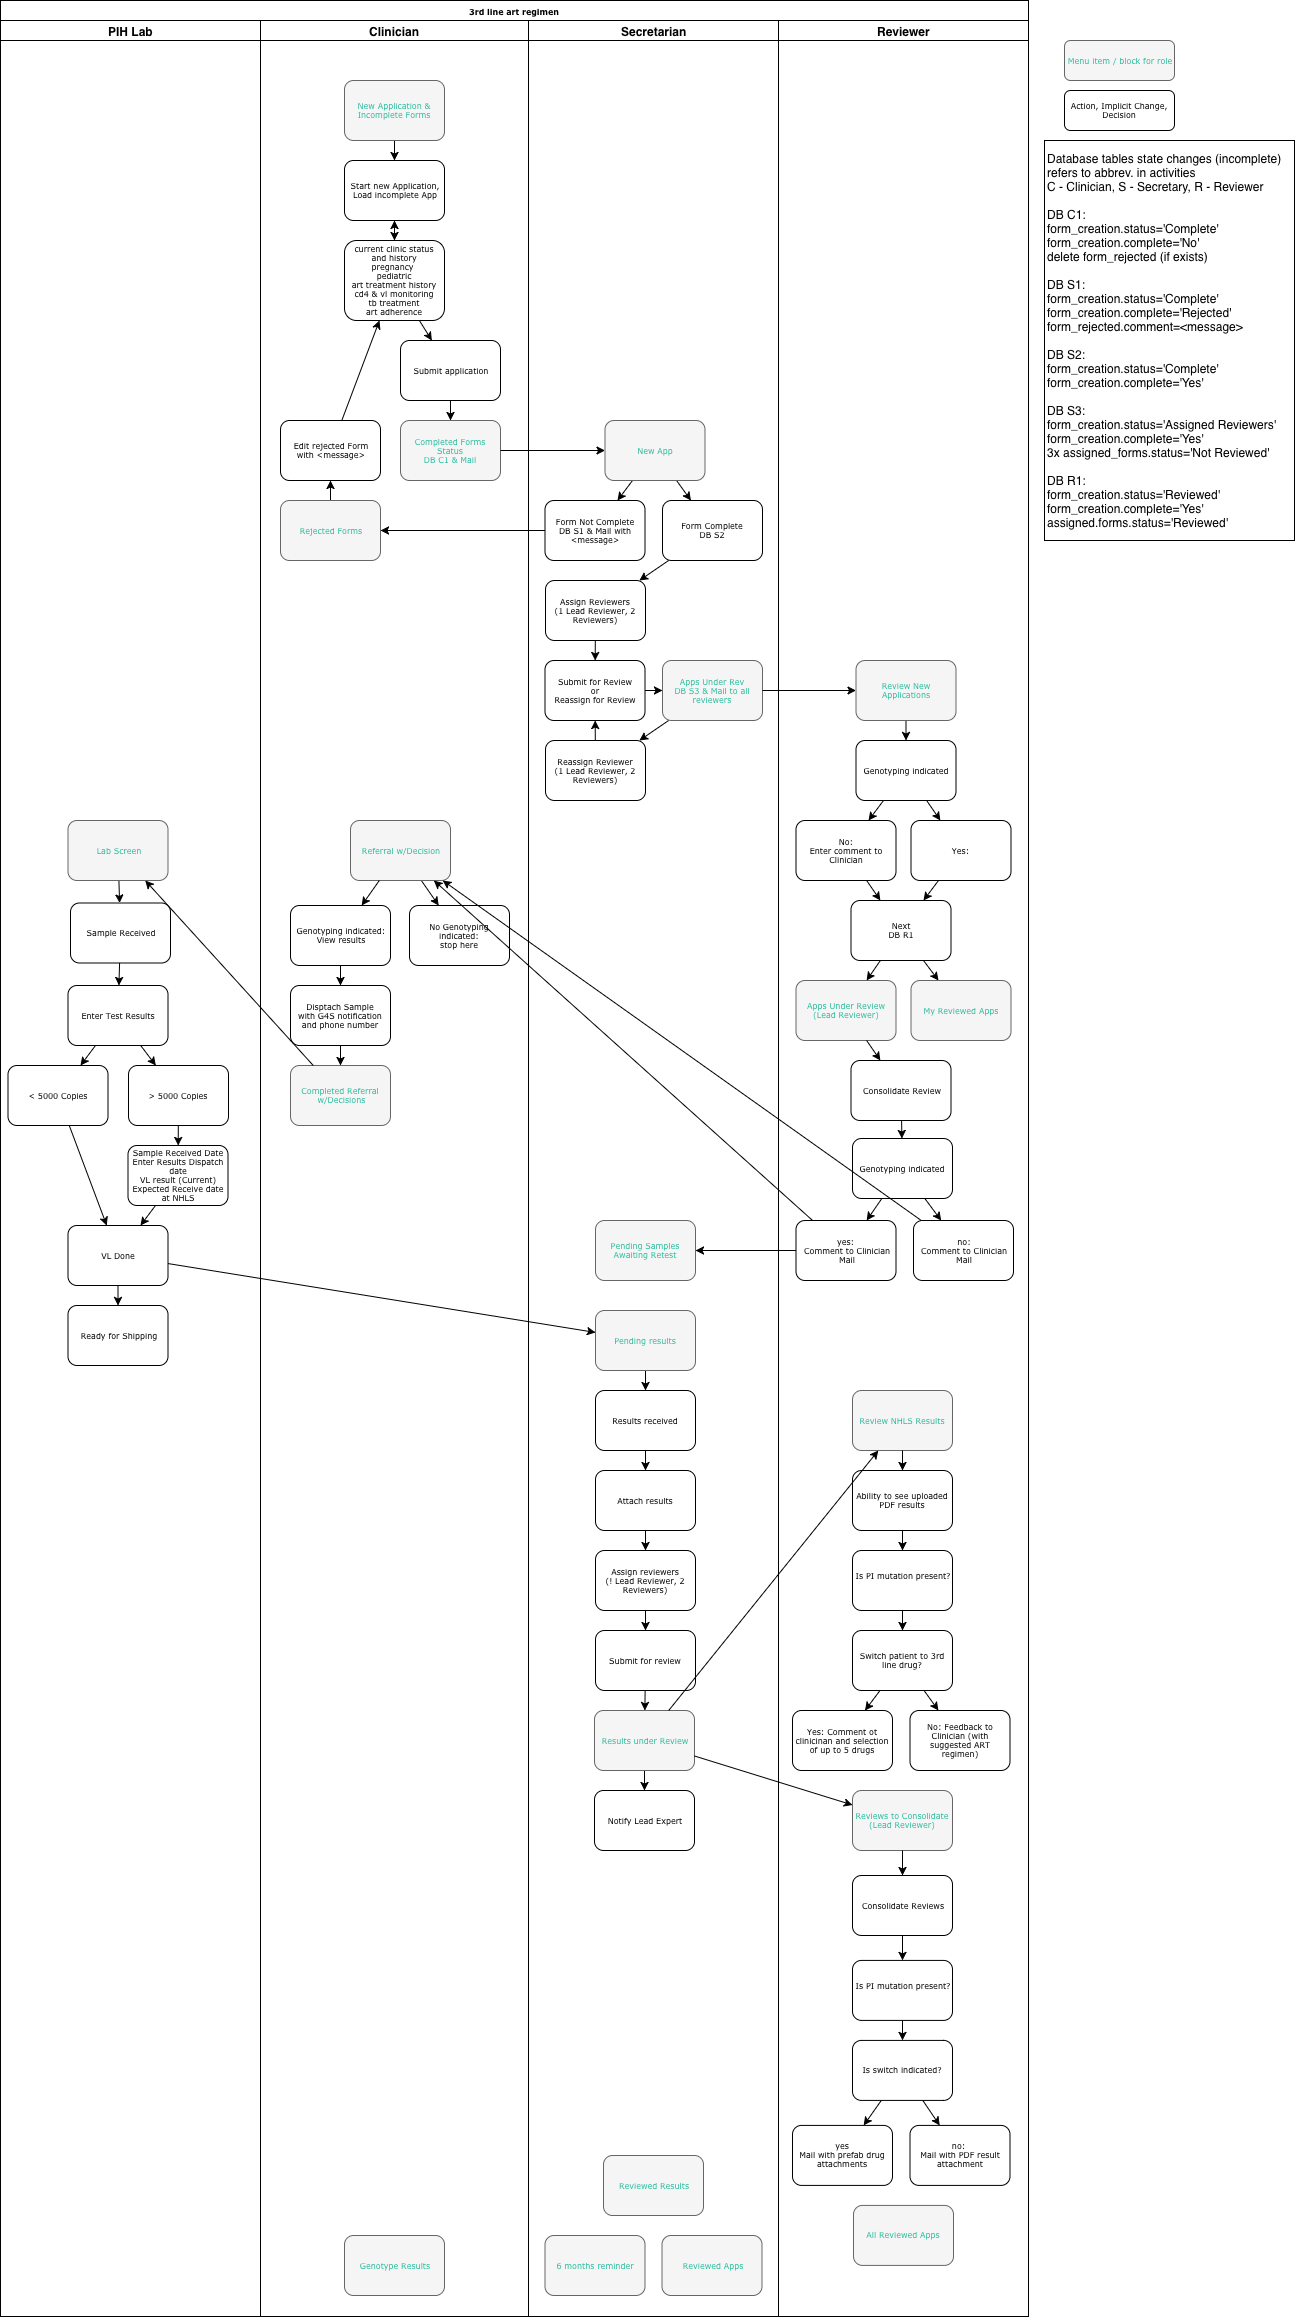 3rd line art regimen
PIH Lab
Clinician
Secretarian
Reviewer
Menu item / block for role
Action, Implicit Change,
Decision
Database tables state changes (incomplete)
refers to abbrev. in activities
C - Clinician, S - Secretary, R - Reviewer
DB C1:
form_creation.status='Complete'
form_creation.complete='No'
delete form_rejected (if exists)
DB S1:
form_creation.status='Complete'
form_creation.complete='Rejected'
form_rejected.comment=<message>
DB S2:
form_creation.status='Complete'
form_creation.complete='Yes'
DB S3:
form_creation.status='Assigned Reviewers'
form_creation.complete='Yes'
3x assigned_forms.status='Not Reviewed'
DB R1:
form_creation.status='Reviewed'
form_creation.complete='Yes'
assigned.forms.status='Reviewed'
New Application &
Incomplete Forms
Start new Application,
Load incomplete App
current clinic status
and history
pregnancy
pediatric
art treatment history
cd4 & vl monitoring
tb treatment
art adherence
Submit application
Edit rejected Form
with <message>
Completed Forms
Status
DB C1 & Mail
New App
Rejected Forms
Form Not Complete
DB S1 & Mail with
<message>
Form Complete
DB S2
Assign Reviewers
(1 Lead Reviewer, 2
Reviewers)
Submit for Review
or
Reassign for Review
Apps Under Rev
DB S3 & Mail to all
reviewers
Review New
Applications
Reassign Reviewer
(1 Lead Reviewer, 2
Reviewers)
Genotyping indicated
Lab Screen
Referral w/Decision
No:
Enter comment to
Clinician
Yes:
Sample Received
Genotyping indicated:
View results
No Genotyping
indicated:
stop here
Next
DB R1
Enter Test Results
Disptach Sample
with G4S notification
and phone number
Apps Under Review
(Lead Reviewer)
My Reviewed Apps
< 5000 Copies
> 5000 Copies
Completed Referral
w/Decisions
Consolidate Review
Sample Received Date
Enter Results Dispatch
date
VL result (Current)
Expected Receive date
at NHLS
Genotyping indicated
VL Done
Pending Samples
Awaiting Retest
yes:
Comment to Clinician
Mail
no:
Comment to Clinician
Mail
Ready for Shipping
Pending results
Results received
Review NHLS Results
Attach results
Ability to see uploaded
PDF results
Assign reviewers
(! Lead Reviewer, 2
Reviewers)
Is PI mutation present?
Submit for review
Switch patient to 3rd
line drug?
Results under Review
Yes: Comment ot
clinicinan and selection
of up to 5 drugs
No: Feedback to
Clinician (with
suggested ART
regimen)
Notify Lead Expert
Reviews to Consolidate
(Lead Reviewer)
Consolidate Reviews
Is PI mutation present?
Is switch indicated?
yes
Mail with prefab drug
attachments
no:
Mail with PDF result
attachment
Reviewed Results
All Reviewed Apps
Genotype Results
6 months reminder
Reviewed Apps